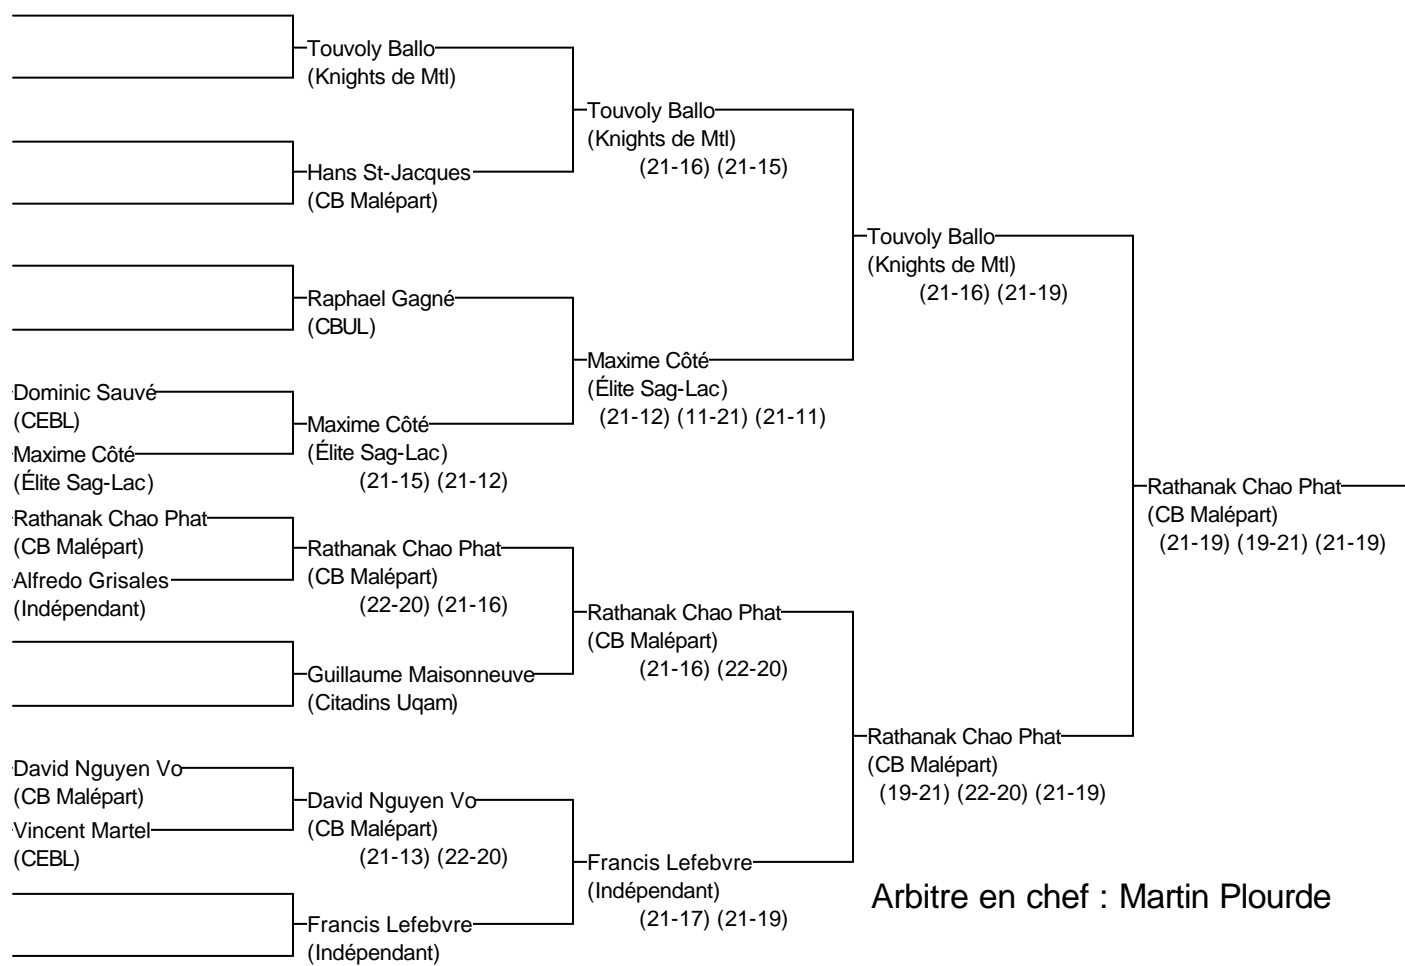 Touvoly Ballo
(Knights de Mtl)
Touvoly Ballo
(Knights de Mtl)
(21-16) (21-15)
Hans St-Jacques
(CB Malépart)
Touvoly Ballo
(Knights de Mtl)
(21-16) (21-19)
Raphael Gagné
(CBUL)
Maxime Côté
(Élite Sag-Lac)
(21-12) (11-21) (21-11)
Dominic Sauvé
(CEBL)
Maxime Côté
(Élite Sag-Lac)
(21-15) (21-12)
Maxime Côté
(Élite Sag-Lac)
Rathanak Chao Phat
(CB Malépart)
(21-19) (19-21) (21-19)
Rathanak Chao Phat
(CB Malépart)
Rathanak Chao Phat
(CB Malépart)
(22-20) (21-16)
Alfredo Grisales
(Indépendant)
Rathanak Chao Phat
(CB Malépart)
(21-16) (22-20)
Guillaume Maisonneuve
(Citadins Uqam)
Rathanak Chao Phat
(CB Malépart)
(19-21) (22-20) (21-19)
David Nguyen Vo
(CB Malépart)
David Nguyen Vo
(CB Malépart)
(21-13) (22-20)
Vincent Martel
(CEBL)
Francis Lefebvre
(Indépendant)
(21-17) (21-19)
Arbitre en chef : Martin Plourde
Francis Lefebvre
(Indépendant)